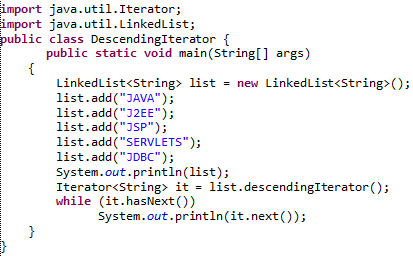 import java.util.Iterator;
import java.util.LinkedList;
public class DescendingIterator {
public static void main(String[] args)
{
LinkedList<String> list = new LinkedList<String>();
list.add("JAVA");
list.add("J2EE");
list.add("JSP");
list.add("SERVLETS");
list.add("JDBC");
System.out.println(list);
Iterator<String> it = list.descendingIterator();
while (it.hasNext())
System.out.println(it.next());
}
}